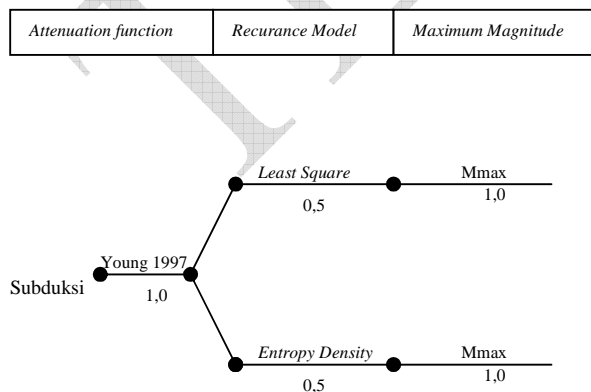 Attenuation function Recurance Model Maximum Magnitude
Least Square Mmax
0,5 1,0
Young 1997
Subduksi 1,0
Entropy Density Mmax
0,5 1,0